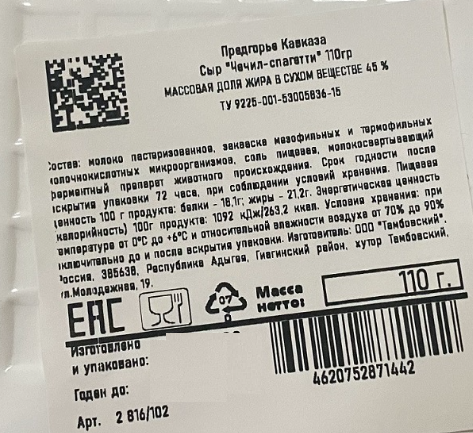 Предгорье Кавказа
Сыр "Чечил-спагетти" 110гр
МАССОВАЯ ДОЛЯ ЖИРА В СУХОМ ВЕЩЕСТВЕ 45 %
ТУ 9225-001-53005836-15
Состав: молоко пастеризованное, закваска мезофильных и термофильных
молочнокислотных микроорганизмов, соль пищевая, молокосвертывающий
ферментный препарат животного происхождения. Срок годности после
вскрытия упаковки 72 часа, при соблюдении условий хранения. Пищевая
ценность 100 г продукта: белки - 18,1г; жиры - 21,2г. Энергетическая ценность
(калорийность) 100г продукта: 1092 кДж/263,2 ккал. Условия хранения: при
температуре от 0°С до +6°С и относительной влажности воздуха от 70% до 90%
включительно до и после вскрытия упаковки. Изготовитель: ООО "Тамбовский".
Россия, 385638, Республика Адыгея, Гиагинский район, хутор Тамбовский,
ул.Молодежная, 19.
EAC
07
Масса нетто:
110 г.
Изготовлено
и упаковано:
Годен до:
Арт. 2 816/102
4620752871442